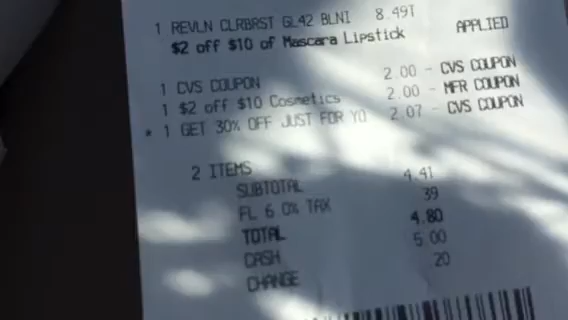 1 REVLN CLRBRST GL42 BLNI 8.49T
$2 off $10 of Mascara Lipstick APPLIED
1 CVS COUPON 2.00 - CVS COUPON
1 $2 off $10 Cosmetics 2.00 - MFR COUPON
* 1 GET 30% OFF JUST FOR YO 2.07 - CVS COUPON
2 ITEMS
SUBTOTAL 4.41
FL 6.0% TAX 39
TOTAL 4.80
CASH 5.00
CHANGE 20